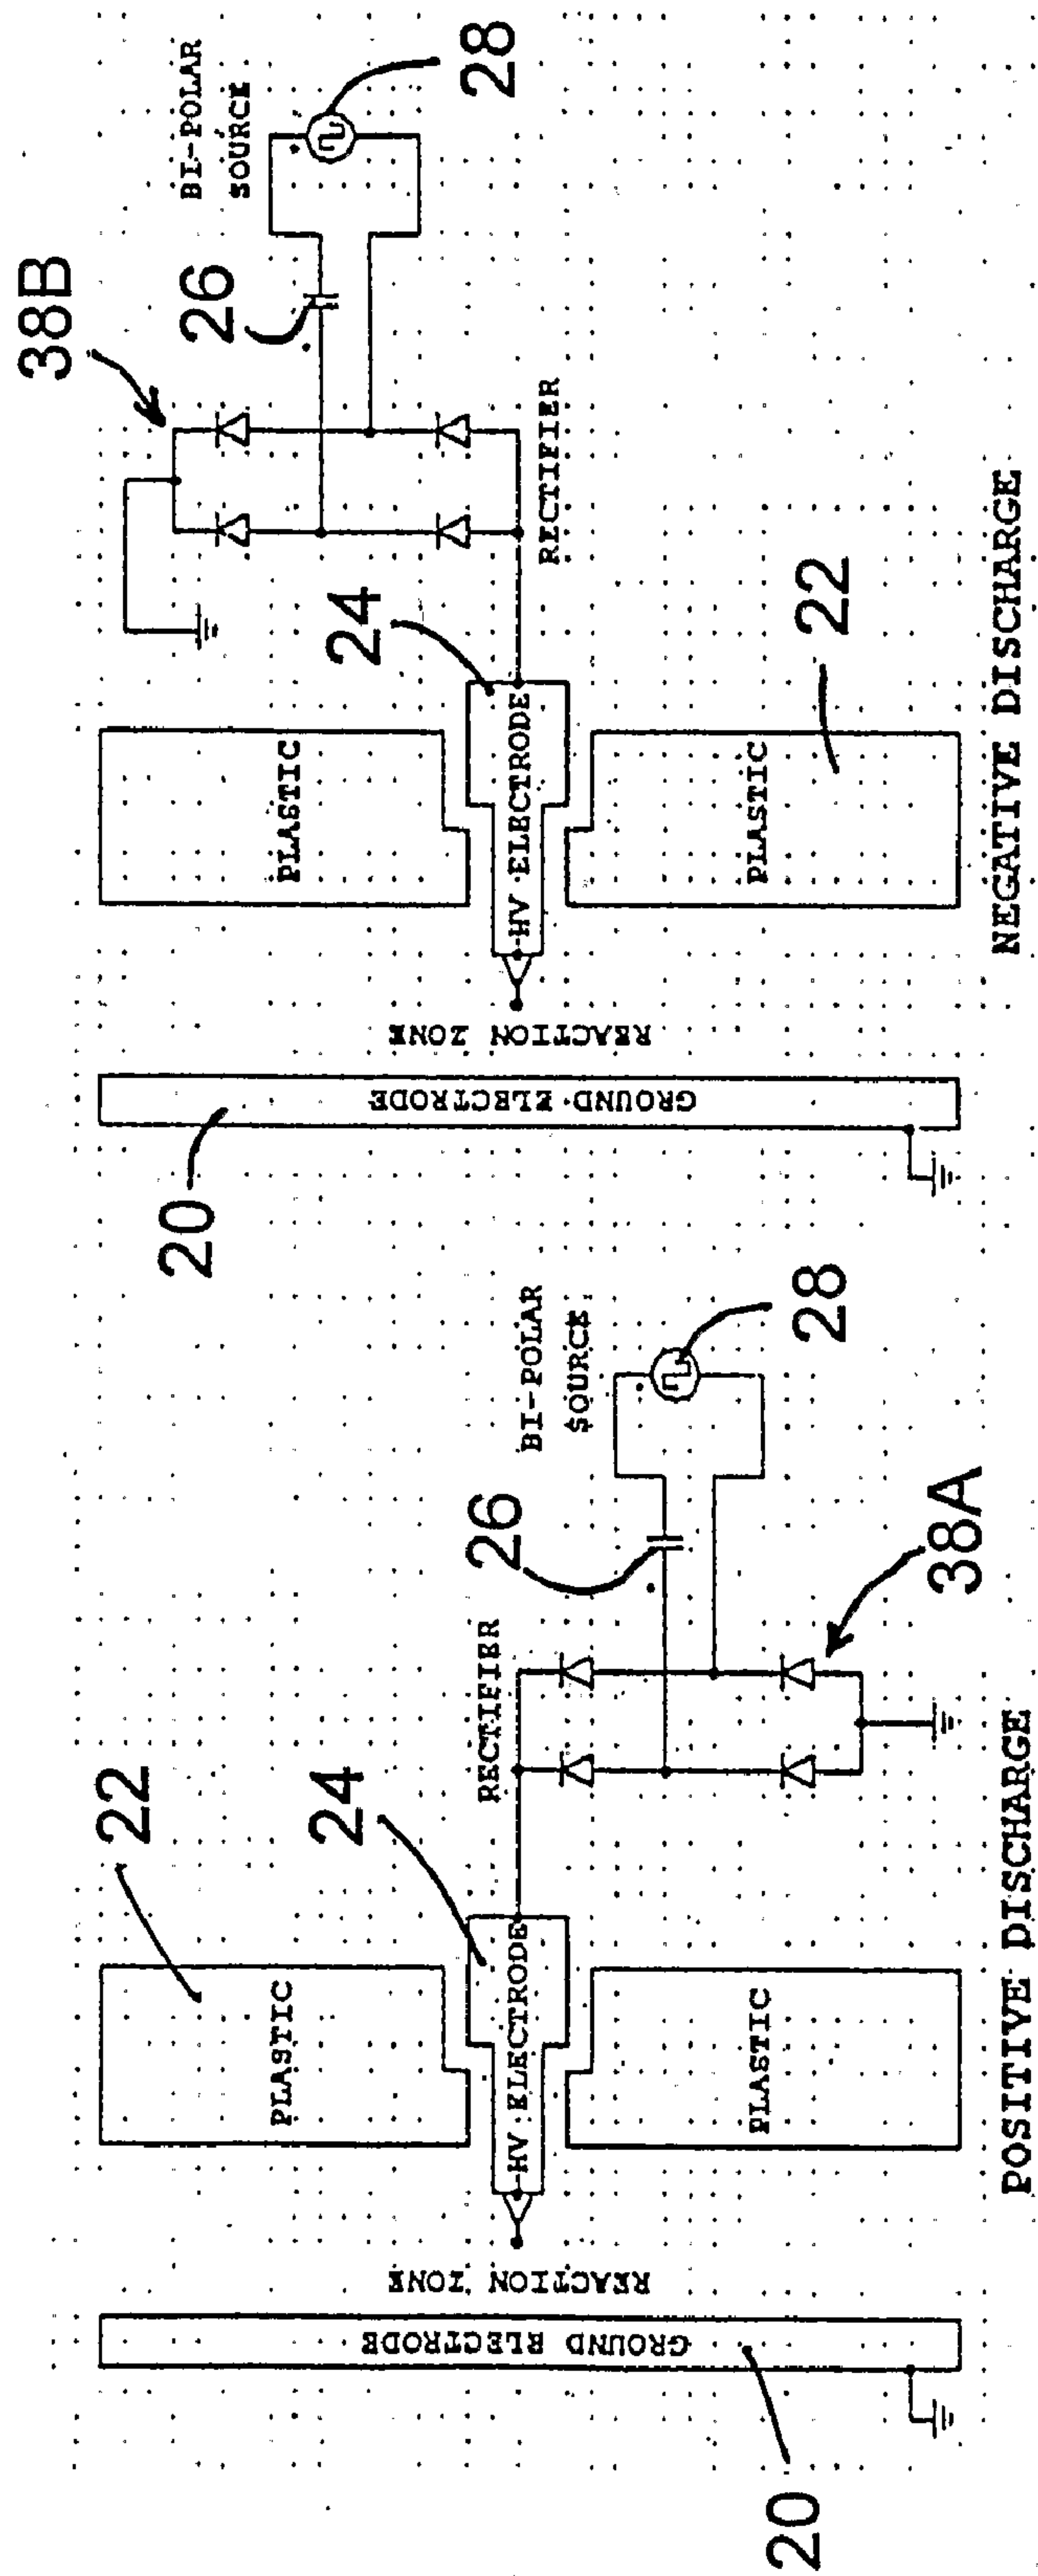 22
24
PLASTIC
HV ELECTRODE
PLASTIC
REACTION ZONE
GROUND ELECTRODE
20
RECTIFIER
26
BI-POLAR
SOURCE
28
38A
POSITIVE DISCHARGE
20
GROUND ELECTRODE
REACTION ZONE
PLASTIC
HV ELECTRODE
PLASTIC
22
24
38B
26
BI-POLAR
SOURCE
28
RECTIFIER
NEGATIVE DISCHARGE